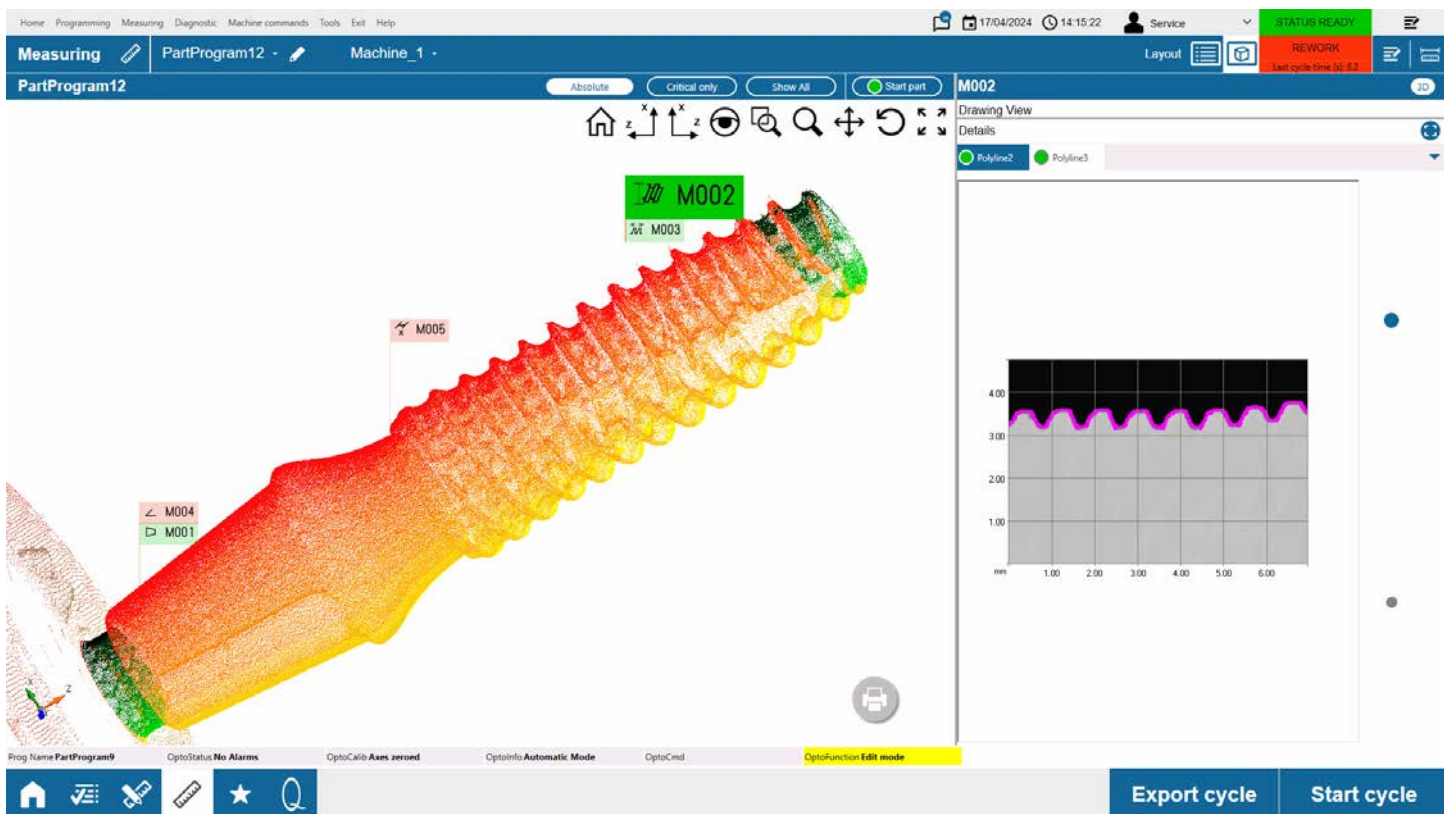 Home Programming Measuring Diagnostic Machine commands Tools Exit Help 17/04/2024 14:15:22 Service STATUS READY
Measuring PartProgram12 Machine_1 Layout REWORK
Last cycle time (s): 8.2
PartProgram12 Absolute Critical only Show All Start part M002 3D
Drawing View
Details
Polyline2 Polyline3
X X
Z Z
M002
M003
M005
M004
M001
X Z
4.00
3.00
2.00
1.00
mm 1.00 2.00 3.00 4.00 5.00 6.00
Prog Name PartProgram9 OptoStatus No Alarms OptoCalib Axes zeroed OptoInfo Automatic Mode OptoCmd OptoFunction Edit mode
Export cycle Start cycle